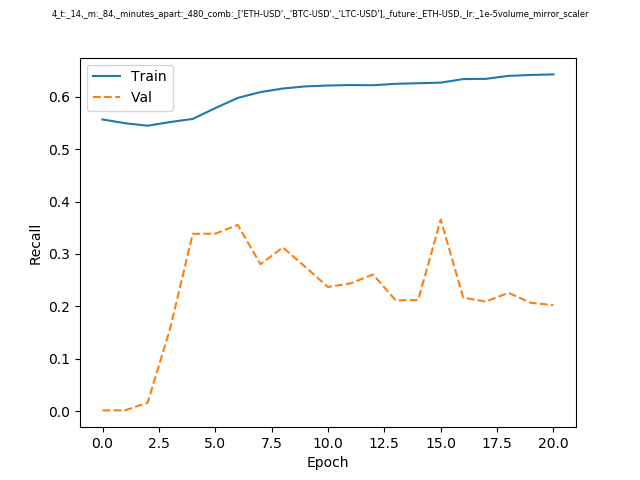 4_t:_14,_m:_84,_minutes_apart:_480_comb:_['ETH-USD',_'BTC-USD',_'LTC-USD'],_future:_ETH-USD,_lr:_1e-5volume_mirror_scaler
Train
Val
0.6
0.5
0.4
0.3
0.2
0.1
0.0
Recall
0.0 2.5 5.0 7.5 10.0 12.5 15.0 17.5 20.0
Epoch